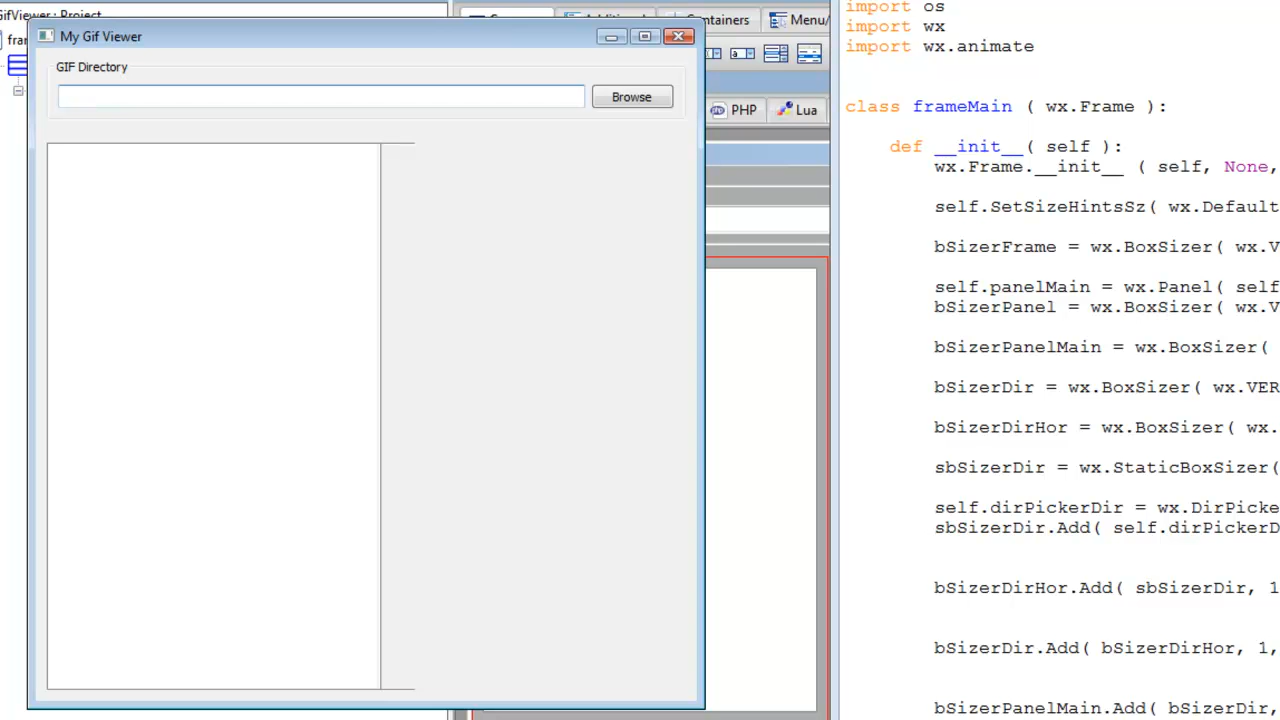 GifViewer : Project
My Gif Viewer
GIF Directory
Browse
Containers
Menu/
PHP
Lua
import os
import wx
import wx.animate
class frameMain ( wx.Frame ):
def __init__( self ):
wx.Frame.__init__ ( self, None,
self.SetSizeHintsSz( wx.Default
bSizerFrame = wx.BoxSizer( wx.V
self.panelMain = wx.Panel( self
bSizerPanel = wx.BoxSizer( wx.V
bSizerPanelMain = wx.BoxSizer(
bSizerDir = wx.BoxSizer( wx.VER
bSizerDirHor = wx.BoxSizer( wx.
sbSizerDir = wx.StaticBoxSizer(
self.dirPickerDir = wx.DirPicke
sbSizerDir.Add( self.dirPickerD
bSizerDirHor.Add( sbSizerDir, 1
bSizerDir.Add( bSizerDirHor, 1,
bSizerPanelMain.Add( bSizerDir,